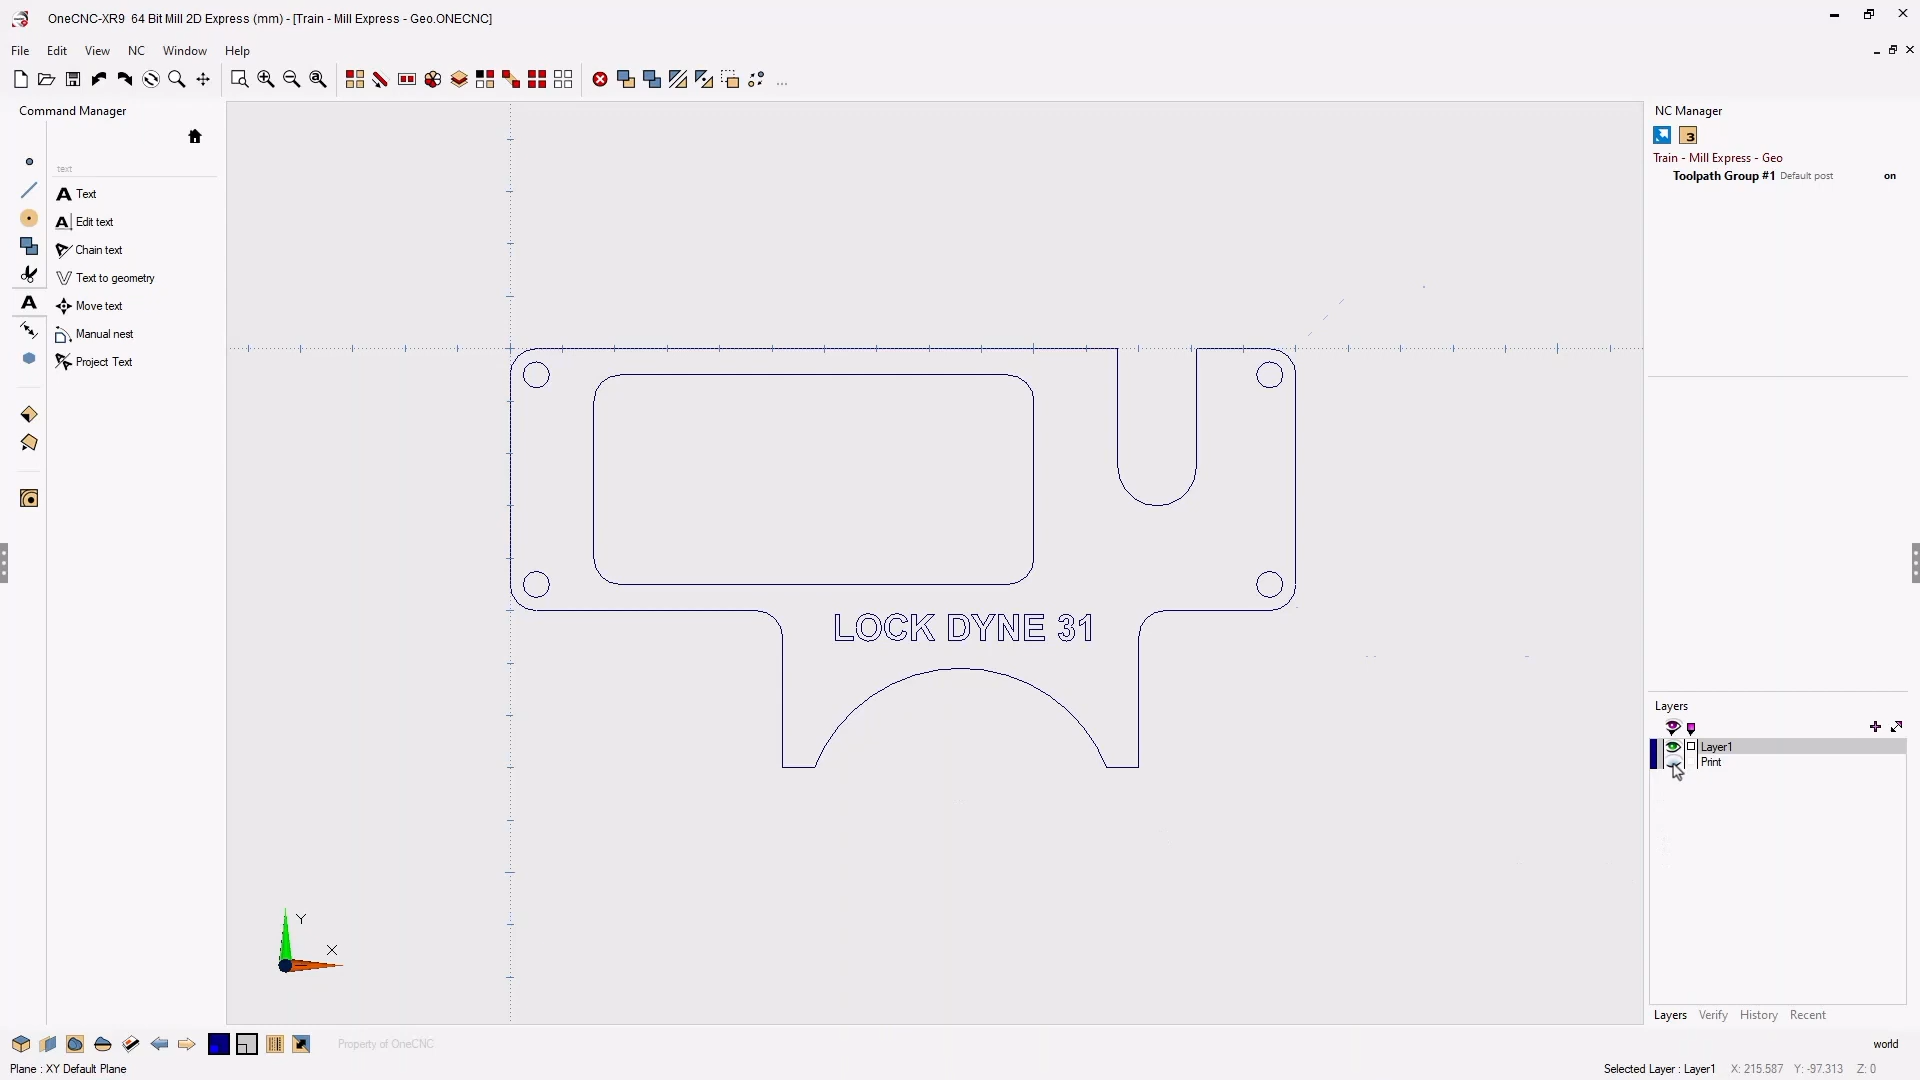 OneCNC-XR9 64 Bit Mill 2D Express (mm) - [Train - Mill Express - Geo.ONECNC]
File Edit View NC Window Help
Command Manager
text
Text
Edit text
Chain text
Text to geometry
Move text
Manual nest
Project Text
LOCK DYNE 31
Y
X
NC Manager
3
Train - Mill Express - Geo
Toolpath Group #1 Default post on
Layers
Layer1
Print
Layers Verify History Recent
Property of OneCNC
world
Plane : XY Default Plane
Selected Layer : Layer1 X: 215.587 Y: -97.313 Z: 0